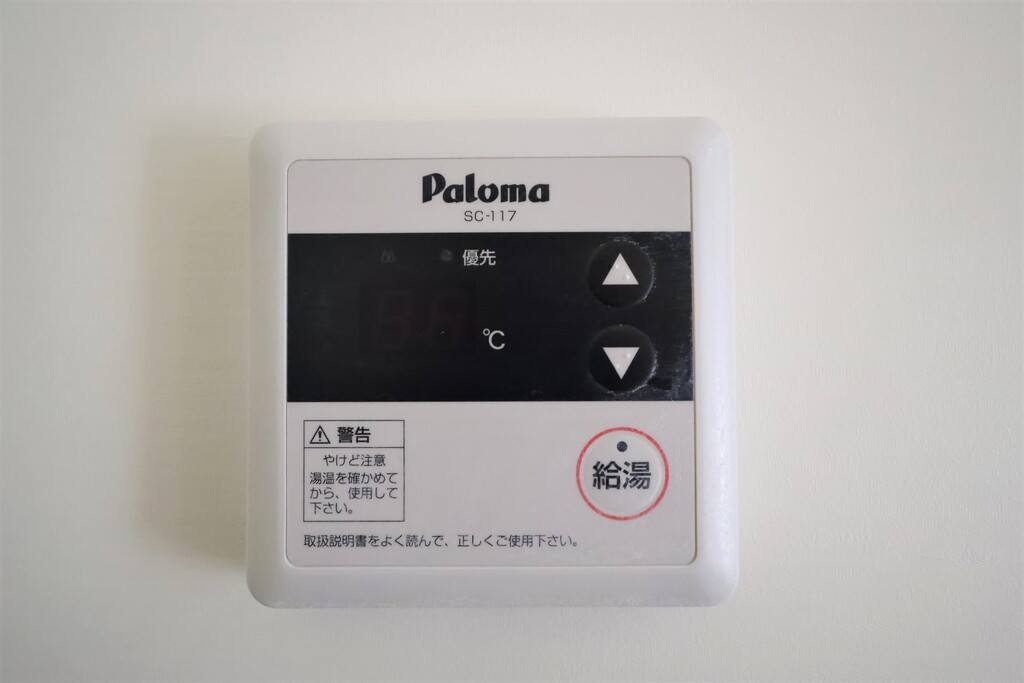 Paloma
SC-117
優先
℃
⚠ 警告
やけど注意
湯温を確かめて
から、使用して
下さい。
給湯
取扱説明書をよく読んで、正しくご使用下さい。